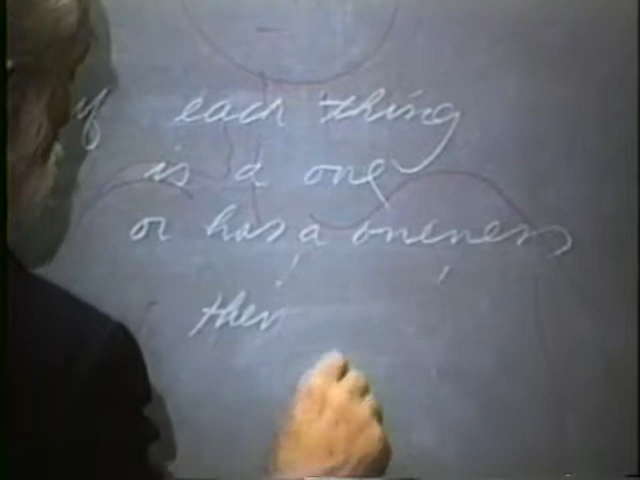 if each thing
is a one
or has a oneness
then